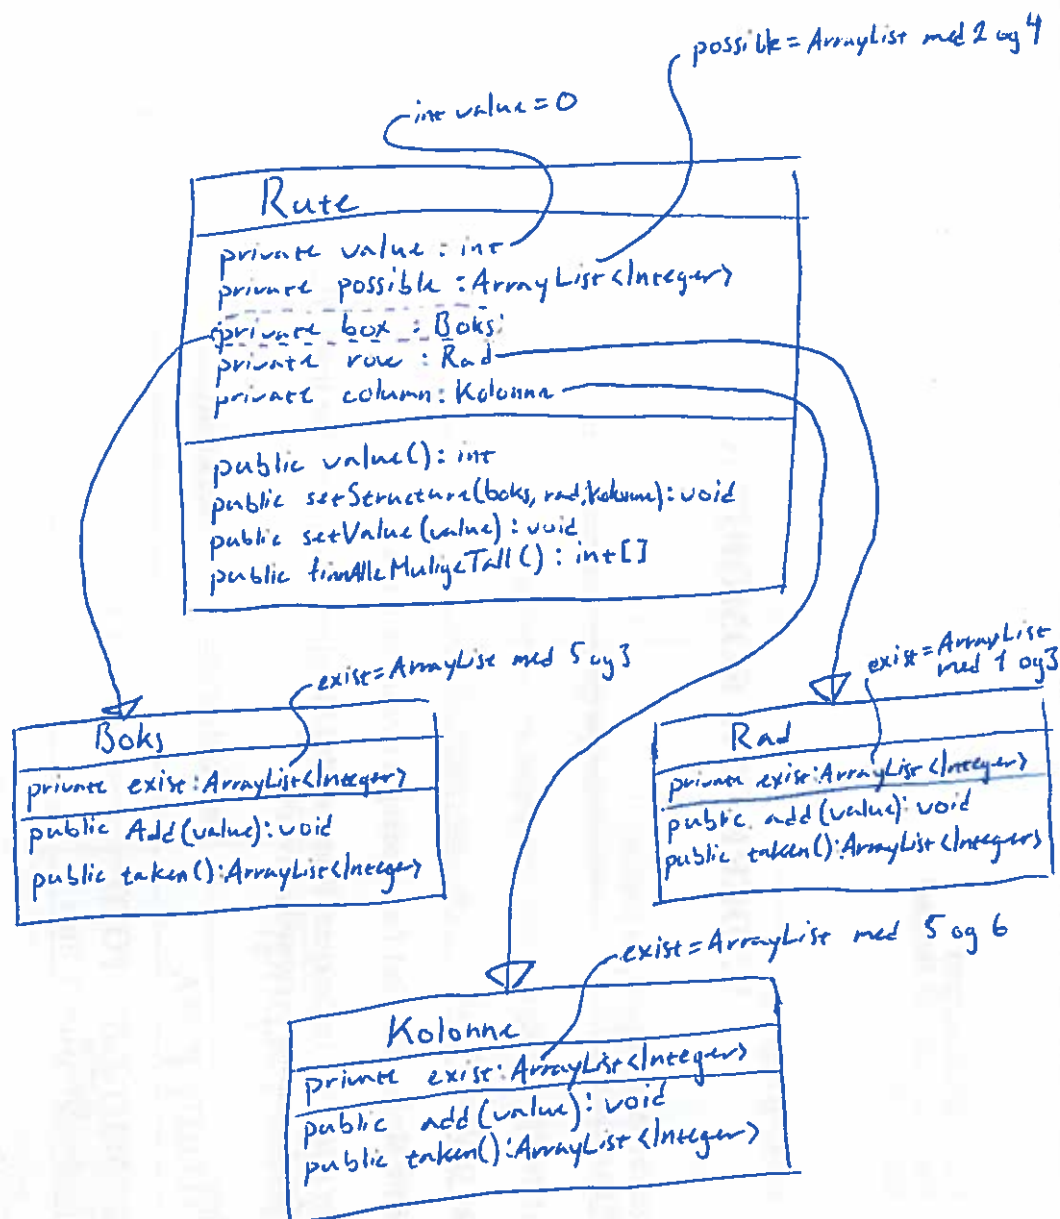 possible = ArrayList med 2 og 4
int value = 0
Rute
private value : int
private possible : ArrayList<Integer>
private box : Boks
private row : Rad
private column : Kolonne
public value() : int
public setStructure(boks, rad, kolonne) : void
public setValue(value) : void
public finnAlleMuligeTall() : int[]
exist = ArrayList med 5 og 3
Boks
private exist : ArrayList<Integer>
public Add(value) : void
public taken() : ArrayList<Integer>
exist = ArrayList
med 1 og 3
Rad
private exist : ArrayList<Integer>
public add(value) : void
public taken() : ArrayList<Integer>
exist = ArrayList med 5 og 6
Kolonne
private exist : ArrayList<Integer>
public add(value) : void
public taken() : ArrayList<Integer>